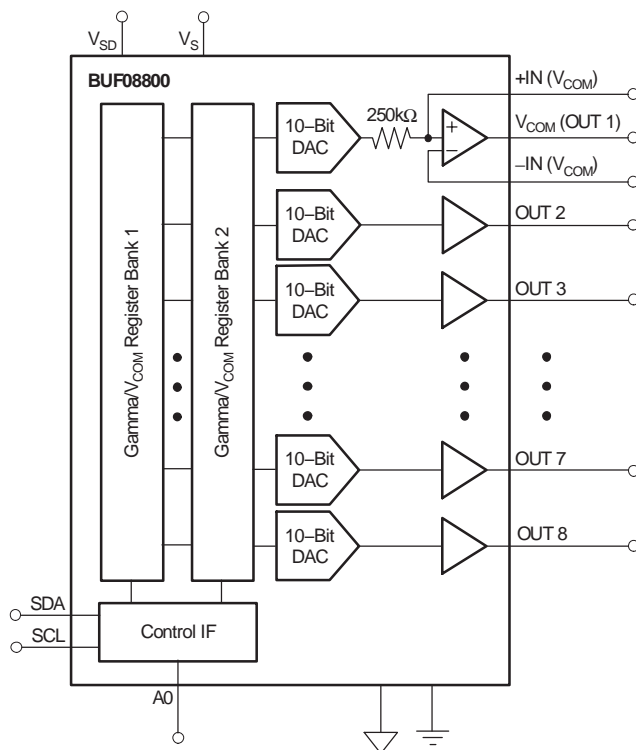 V_SD V_S
BUF08800
+IN (V_COM)
250kΩ
10–Bit
DAC
+
–
V_COM (OUT 1)
–IN (V_COM)
10–Bit
DAC
OUT 2
10–Bit
DAC
OUT 3
Gamma/V_COM Register Bank 1
Gamma/V_COM Register Bank 2
10–Bit
DAC
OUT 7
10–Bit
DAC
OUT 8
SDA
SCL
Control IF
A0